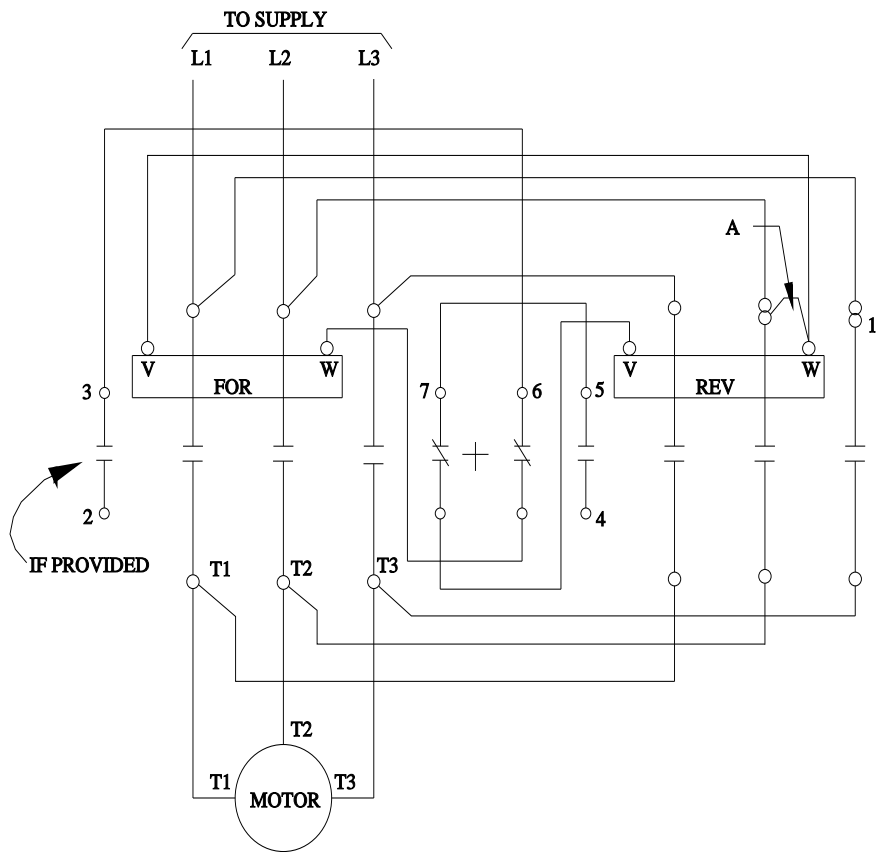 TO SUPPLY
L1 L2 L3
A
1
V W
FOR
V W
REV
3 7 6 5
2 4
IF PROVIDED
T1 T2 T3
T2
T1 T3
MOTOR